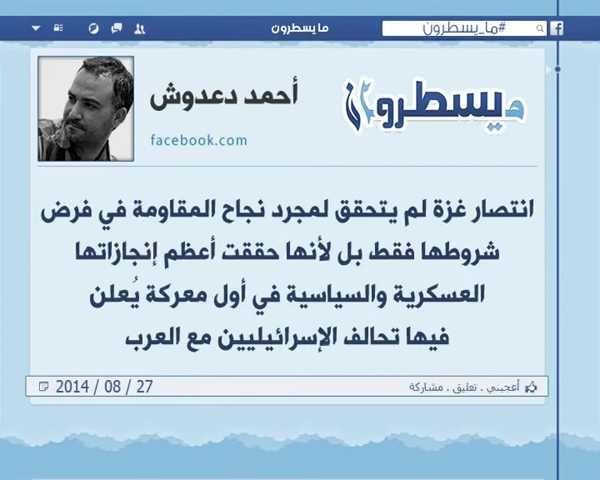 #ما_يسطرون
ما يسطرون
ما يسطرون
أحمد دعدوش
facebook.com
انتصار غزة لم يتحقق لمجرد نجاح المقاومة في فرض
شروطها فقط بل لأنها حققت أعظم إنجازاتها
العسكرية والسياسية في أول معركة يُعلن
فيها تحالف الإسرائيليين مع العرب
أعجبني . تعليق . مشاركة
27 / 08 / 2014